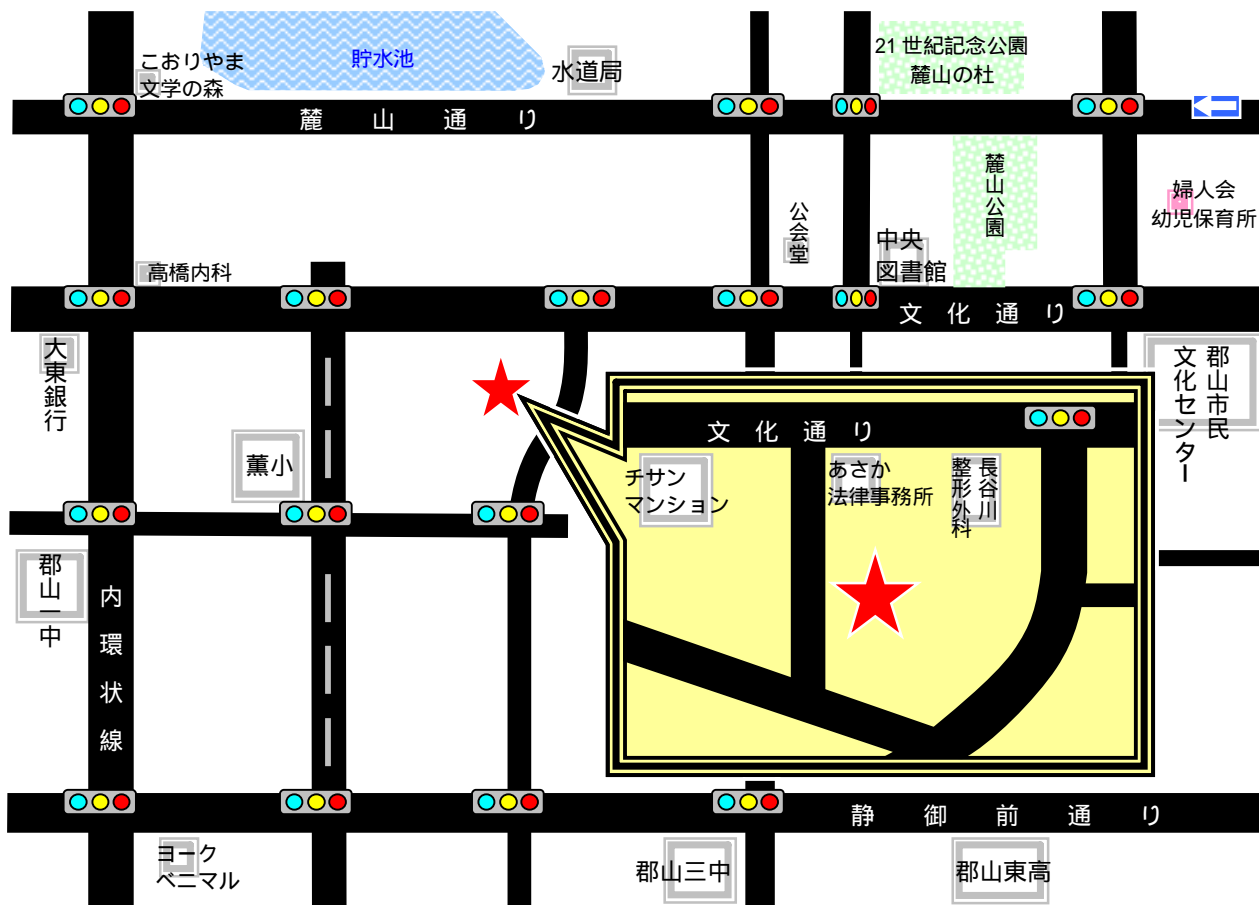 こおりやま
文学の森
貯水池
水道局
21世紀記念公園
麓山の杜
麓山通り
麓山公園
婦人会
幼児保育所
公会堂
中央
図書館
高橋内科
文化通り
大東銀行
郡山市民
文化センター
薫小
文化通り
チサン
マンション
あさか
法律事務所
長谷川
整形外科
郡山一中
内環状線
静御前通り
ヨーク
ベニマル
郡山三中
郡山東高